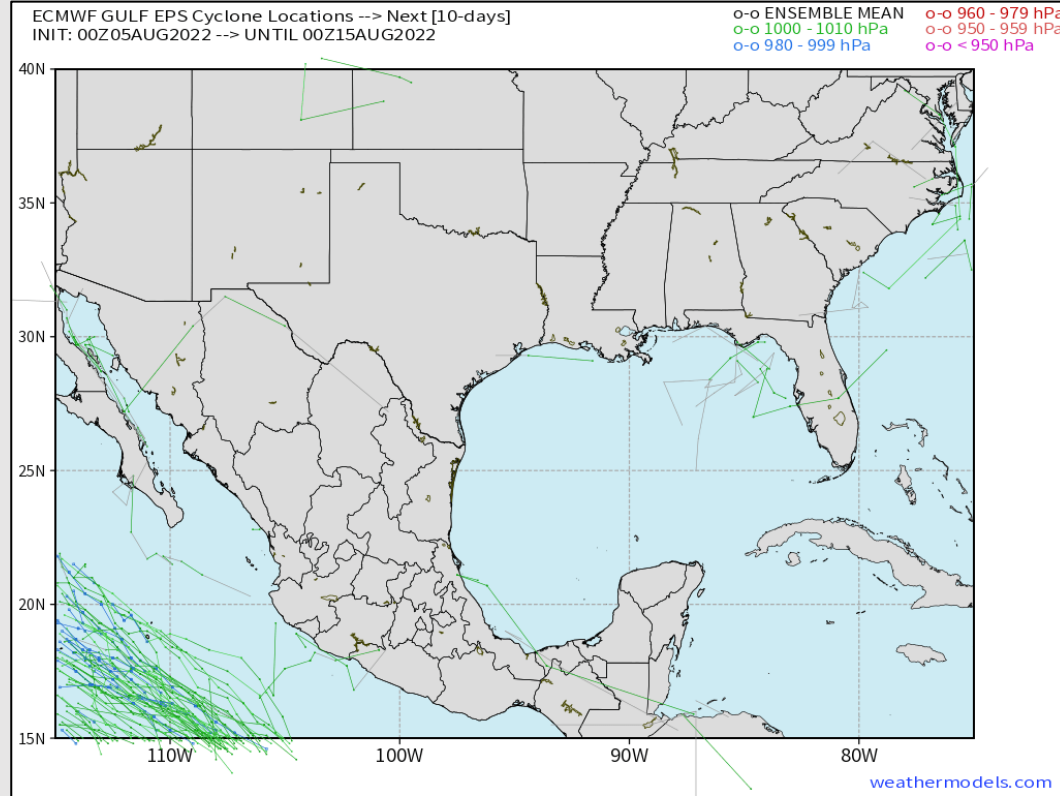 ECMWF GULF EPS Cyclone Locations --> Next [10-days]
INIT: 00Z05AUG2022 --> UNTIL 00Z15AUG2022
o-o ENSEMBLE MEAN
o-o 1000 - 1010 hPa
o-o 980 - 999 hPa
o-o 960 - 979 hPa
o-o 950 - 959 hPa
o-o < 950 hPa
40N
35N
30N
25N
20N
15N
110W
100W
90W
80W
weathermodels.com